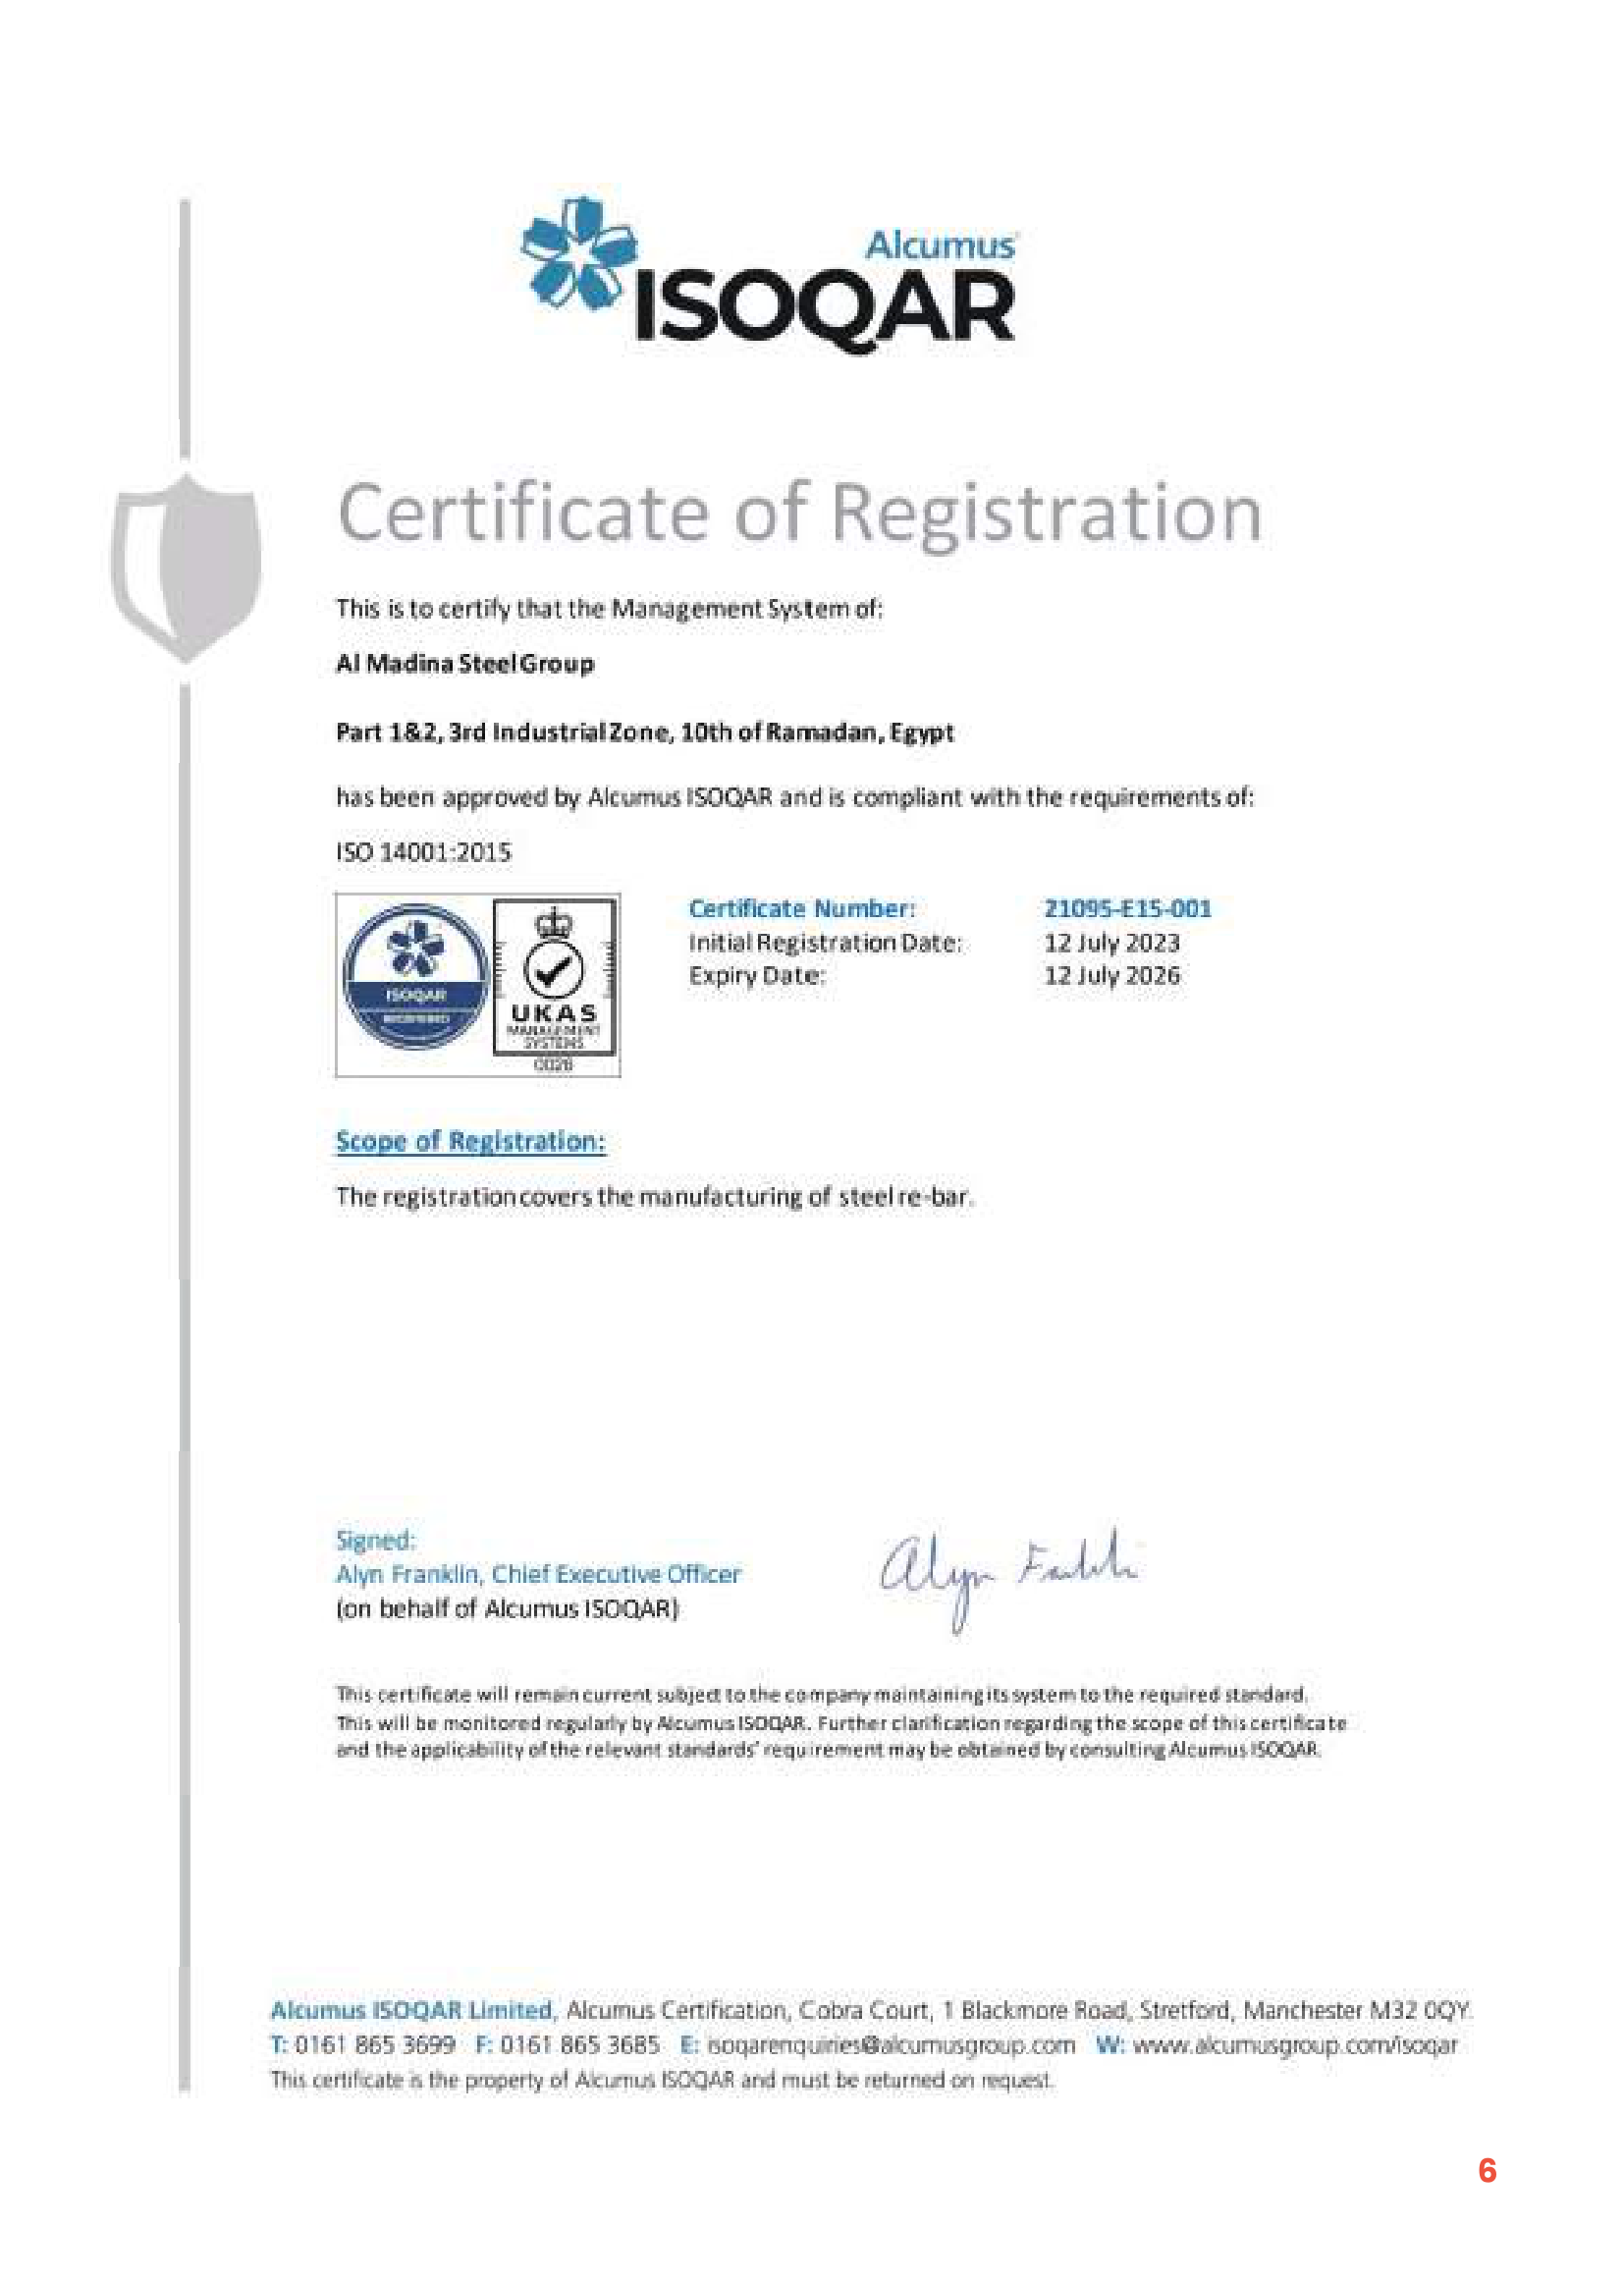 Alcumus
ISOQAR
Certificate of Registration
This is to certify that the Management System of:
Al Madina Steel Group
Part 1&2, 3rd Industrial Zone, 10th of Ramadan, Egypt
has been approved by Alcumus ISOQAR and is compliant with the requirements of:
ISO 14001:2015
ISOQAR
REGISTERED
UKAS
MANAGEMENT
SYSTEMS
0026
Certificate Number: 21095-E15-001
Initial Registration Date: 12 July 2023
Expiry Date: 12 July 2026
Scope of Registration:
The registration covers the manufacturing of steel re-bar.
Signed:
Alyn Franklin, Chief Executive Officer
(on behalf of Alcumus ISOQAR)
Alyn
This certificate will remain current subject to the company maintaining its system to the required standard.
This will be monitored regularly by Alcumus ISOQAR. Further clarification regarding the scope of this certificate
and the applicability of the relevant standards' requirement may be obtained by consulting Alcumus ISOQAR.
Alcumus ISOQAR Limited, Alcumus Certification, Cobra Court, 1 Blackmore Road, Stretford, Manchester M32 0QY.
T: 0161 865 3699 F: 0161 865 3685 E: isoqarenquiries@alcumusgroup.com W: www.alcumusgroup.com/isoqar
This certificate is the property of Alcumus ISOQAR and must be returned on request.
6